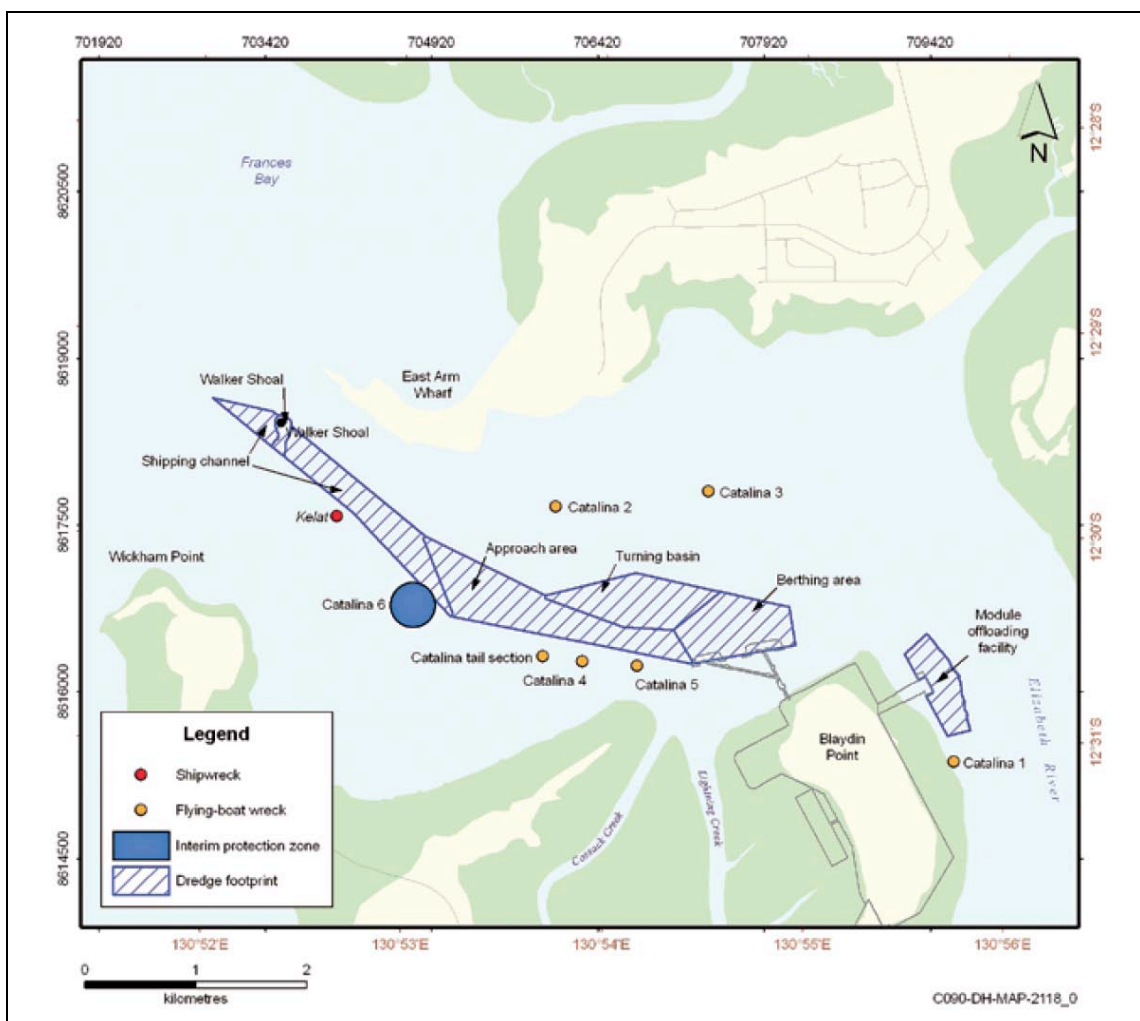 701920
703420
704920
706420
707920
709420
12°28'S
12°29'S
12°30'S
12°31'S
8620500
8619000
8617500
8616000
8614500
N
Frances
Bay
East Arm
Wharf
Walker Shoal
Walker Shoal
Shipping channel
Kelat
Catalina 2
Catalina 3
Wickham Point
Approach area
Turning basin
Berthing area
Catalina 6
Module
offloading
facility
Catalina tail section
Catalina 4
Catalina 5
Elizabeth River
Blaydin
Point
Catalina 1
Cossack Creek
Lightning Creek
Legend
Shipwreck
Flying-boat wreck
Interim protection zone
Dredge footprint
130°52'E
130°53'E
130°54'E
130°55'E
130°56'E
0
1
2
kilometres
C090-DH-MAP-2118_0